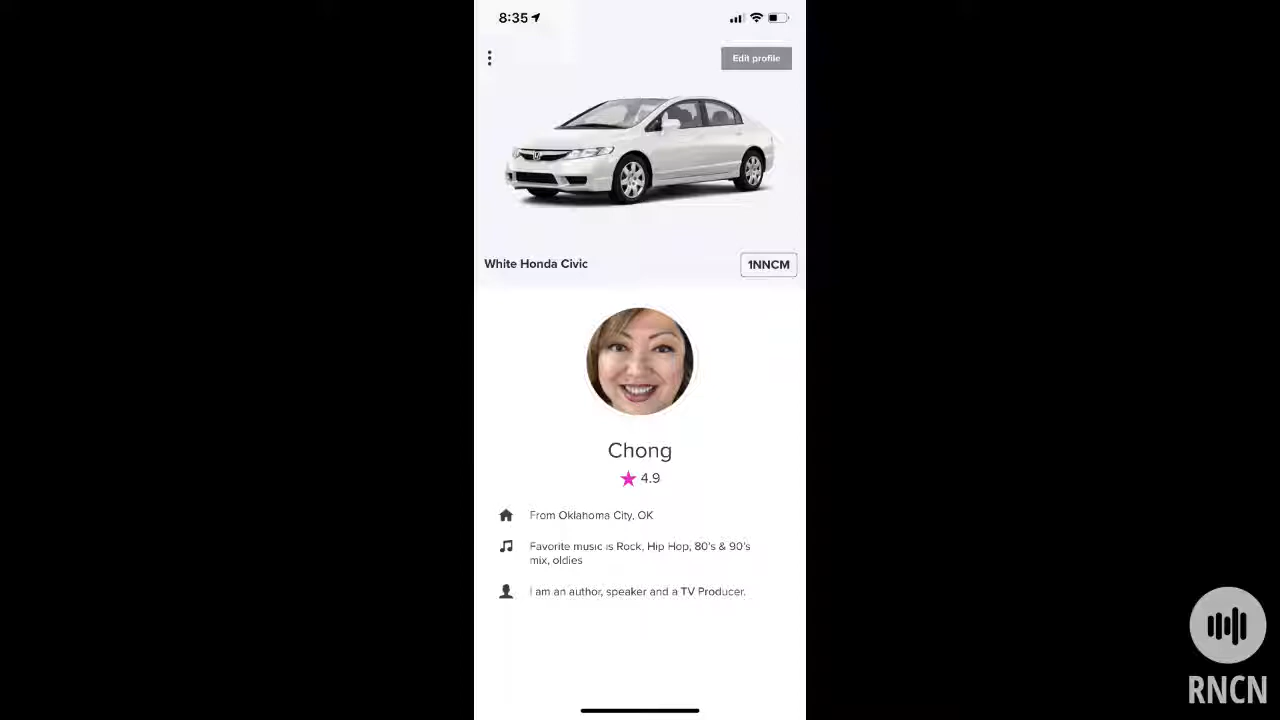 8:35
Edit profile
White Honda Civic
1NNCM
Chong
4.9
From Oklahoma City, OK
Favorite music is Rock, Hip Hop, 80's & 90's
mix, oldies
I am an author, speaker and a TV Producer.
RNCN